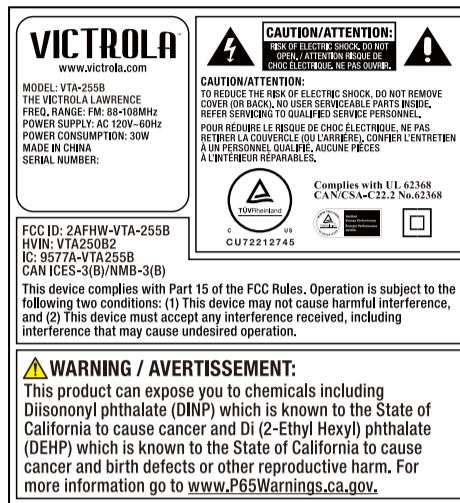 VICTROLA
www.victrola.com
MODEL: VTA-255B
THE VICTROLA LAWRENCE
FREQ. RANGE: FM: 88-108MHz
POWER SUPPLY: AC 120V~60Hz
POWER CONSUMPTION: 30W
MADE IN CHINA
SERIAL NUMBER:
CAUTION/ATTENTION:
RISK OF ELECTRIC SHOCK, DO NOT
OPEN. / ATTENTION RISQUE DE
CHOC ÉLECTRIQUE. NE PAS OUVRIR.
CAUTION/ATTENTION:
TO REDUCE THE RISK OF ELECTRIC SHOCK, DO NOT REMOVE
COVER (OR BACK). NO USER SERVICEABLE PARTS INSIDE.
REFER SERVICING TO QUALIFIED SERVICE PERSONNEL.
POUR RÉDUIRE LE RISQUE DE CHOC ÉLECTRIQUE, NE PAS
RETIRER LA COUVERCLE (OU L'ARRIÈRE). CONFIER L'ENTRETIEN
À UN PERSONNEL QUALIFIÉ. AUCUNE PIÈCES
À L'INTÉRIEUR RÉPARABLES.
TÜVRheinland
C US
CU72212745
Complies with UL 62368
CAN/CSA-C22.2 No.62368
Verified
Energy Performance
Energie Performance
Vérifié
FCC ID: 2AFHW-VTA-255B
HVIN: VTA250B2
IC: 9577A-VTA255B
CAN ICES-3(B)/NMB-3(B)
This device complies with Part 15 of the FCC Rules. Operation is subject to the
following two conditions: (1) This device may not cause harmful interference,
and (2) This device must accept any interference received, including
interference that may cause undesired operation.
WARNING / AVERTISSEMENT:
This product can expose you to chemicals including
Diisononyl phthalate (DINP) which is known to the State of
California to cause cancer and Di (2-Ethyl Hexyl) phthalate
(DEHP) which is known to the State of California to cause
cancer and birth defects or other reproductive harm. For
more information go to www.P65Warnings.ca.gov.